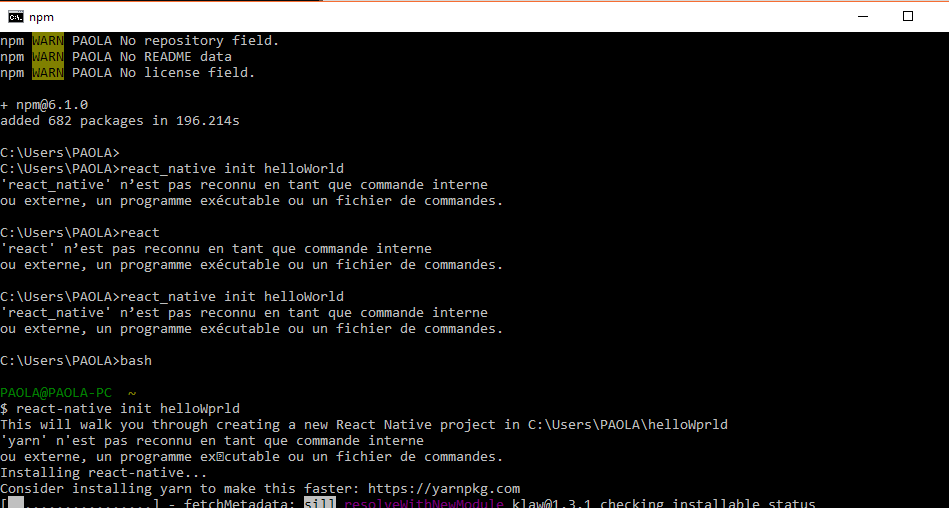 npm
npm WARN PAOLA No repository field.
npm WARN PAOLA No README data
npm WARN PAOLA No license field.
+ npm@6.1.0
added 682 packages in 196.214s
C:\Users\PAOLA>
C:\Users\PAOLA>react_native init helloWorld
'react_native' n’est pas reconnu en tant que commande interne
ou externe, un programme exécutable ou un fichier de commandes.
C:\Users\PAOLA>react
'react' n’est pas reconnu en tant que commande interne
ou externe, un programme exécutable ou un fichier de commandes.
C:\Users\PAOLA>react_native init helloWorld
'react_native' n’est pas reconnu en tant que commande interne
ou externe, un programme exécutable ou un fichier de commandes.
C:\Users\PAOLA>bash
PAOLA@PAOLA-PC ~
$ react-native init helloWprld
This will walk you through creating a new React Native project in C:\Users\PAOLA\helloWprld
'yarn' n'est pas reconnu en tant que commande interne
ou externe, un programme ex�cutable ou un fichier de commandes.
Installing react-native...
Consider installing yarn to make this faster: https://yarnpkg.com
[ ................] - fetchMetadata: sill resolveWithNewModule klaw@1.3.1 checking installable status